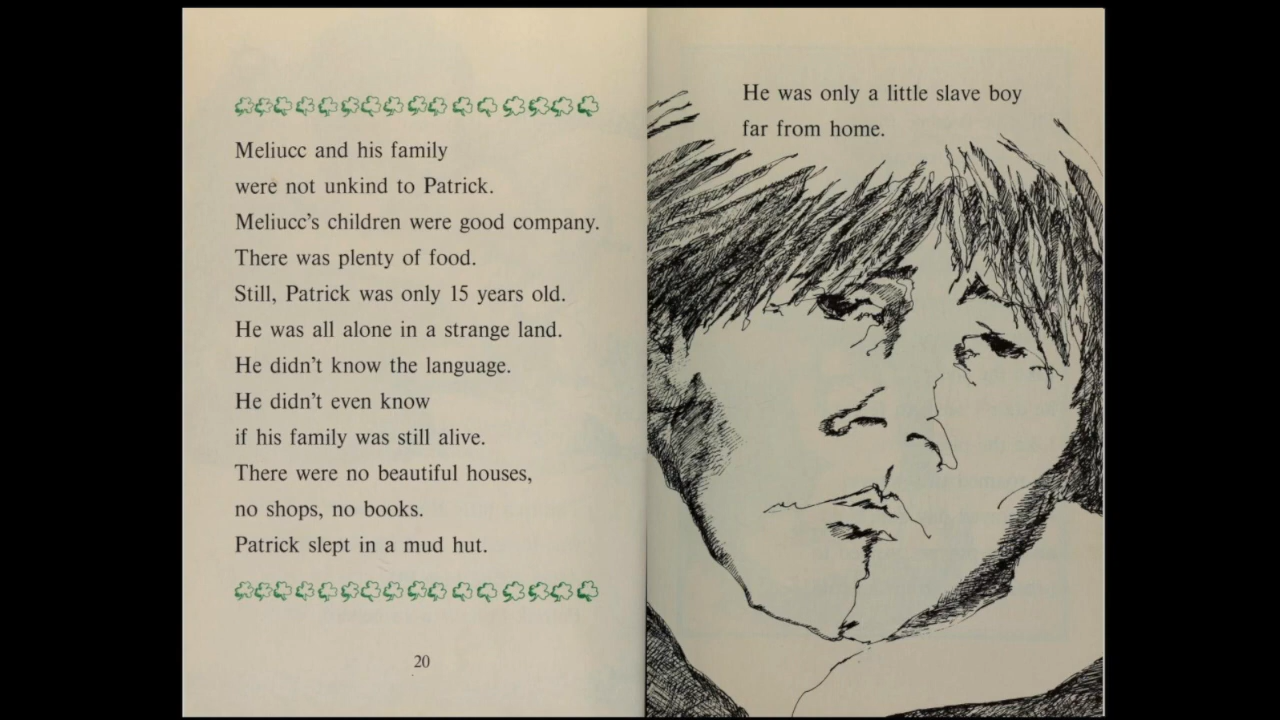 Meliucc and his family
were not unkind to Patrick.
Meliucc's children were good company.
There was plenty of food.
Still, Patrick was only 15 years old.
He was all alone in a strange land.
He didn't know the language.
He didn't even know
if his family was still alive.
There were no beautiful houses,
no shops, no books.
Patrick slept in a mud hut.
20
He was only a little slave boy
far from home.